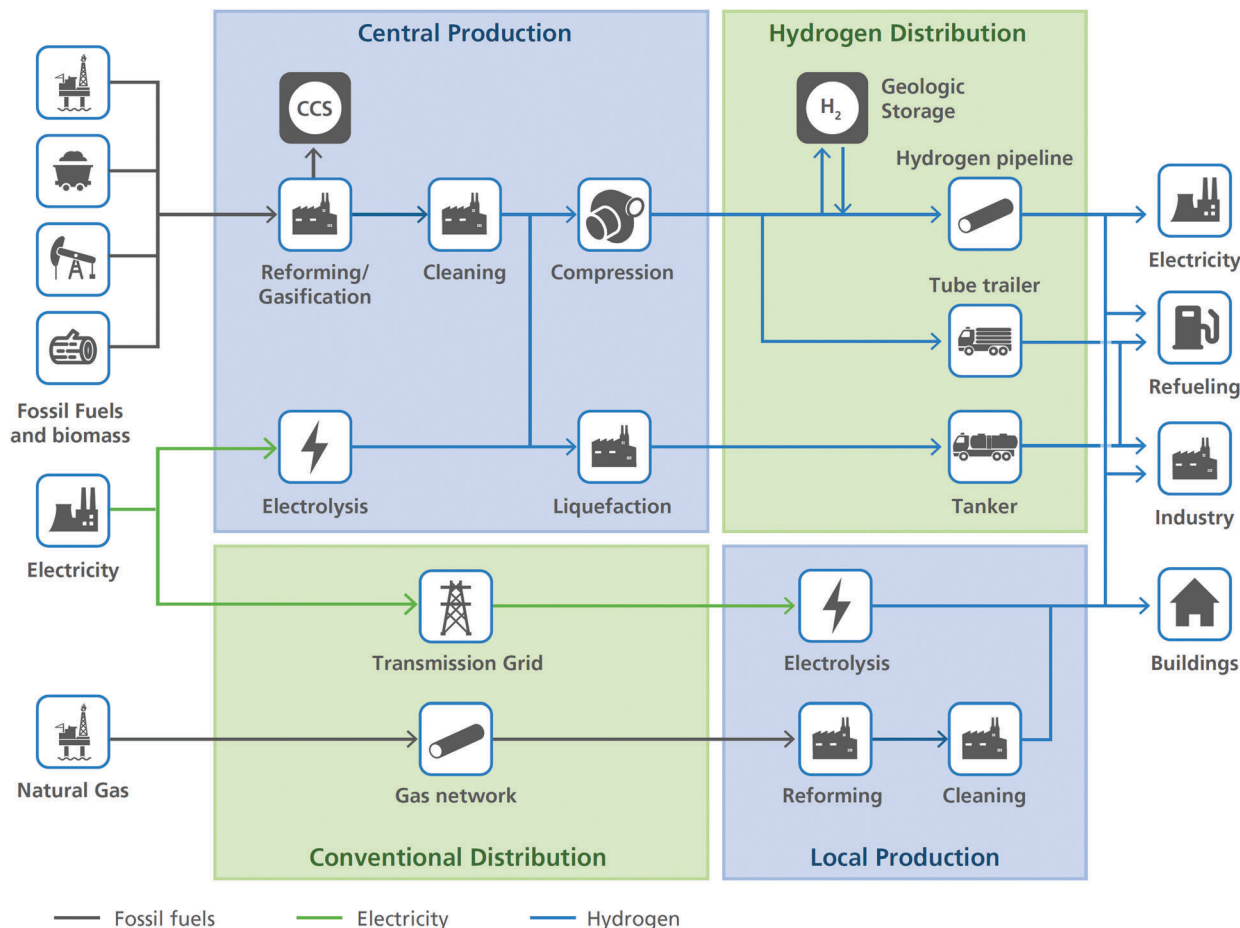 Central Production
Hydrogen Distribution
CCS
H₂
Geologic
Storage
Hydrogen pipeline
Reforming/
Gasification
Cleaning
Compression
Electricity
Tube trailer
Fossil Fuels
and biomass
Refueling
Electrolysis
Liquefaction
Tanker
Industry
Electricity
Transmission Grid
Electrolysis
Buildings
Natural Gas
Gas network
Reforming
Cleaning
Conventional Distribution
Local Production
Fossil fuels
Electricity
Hydrogen